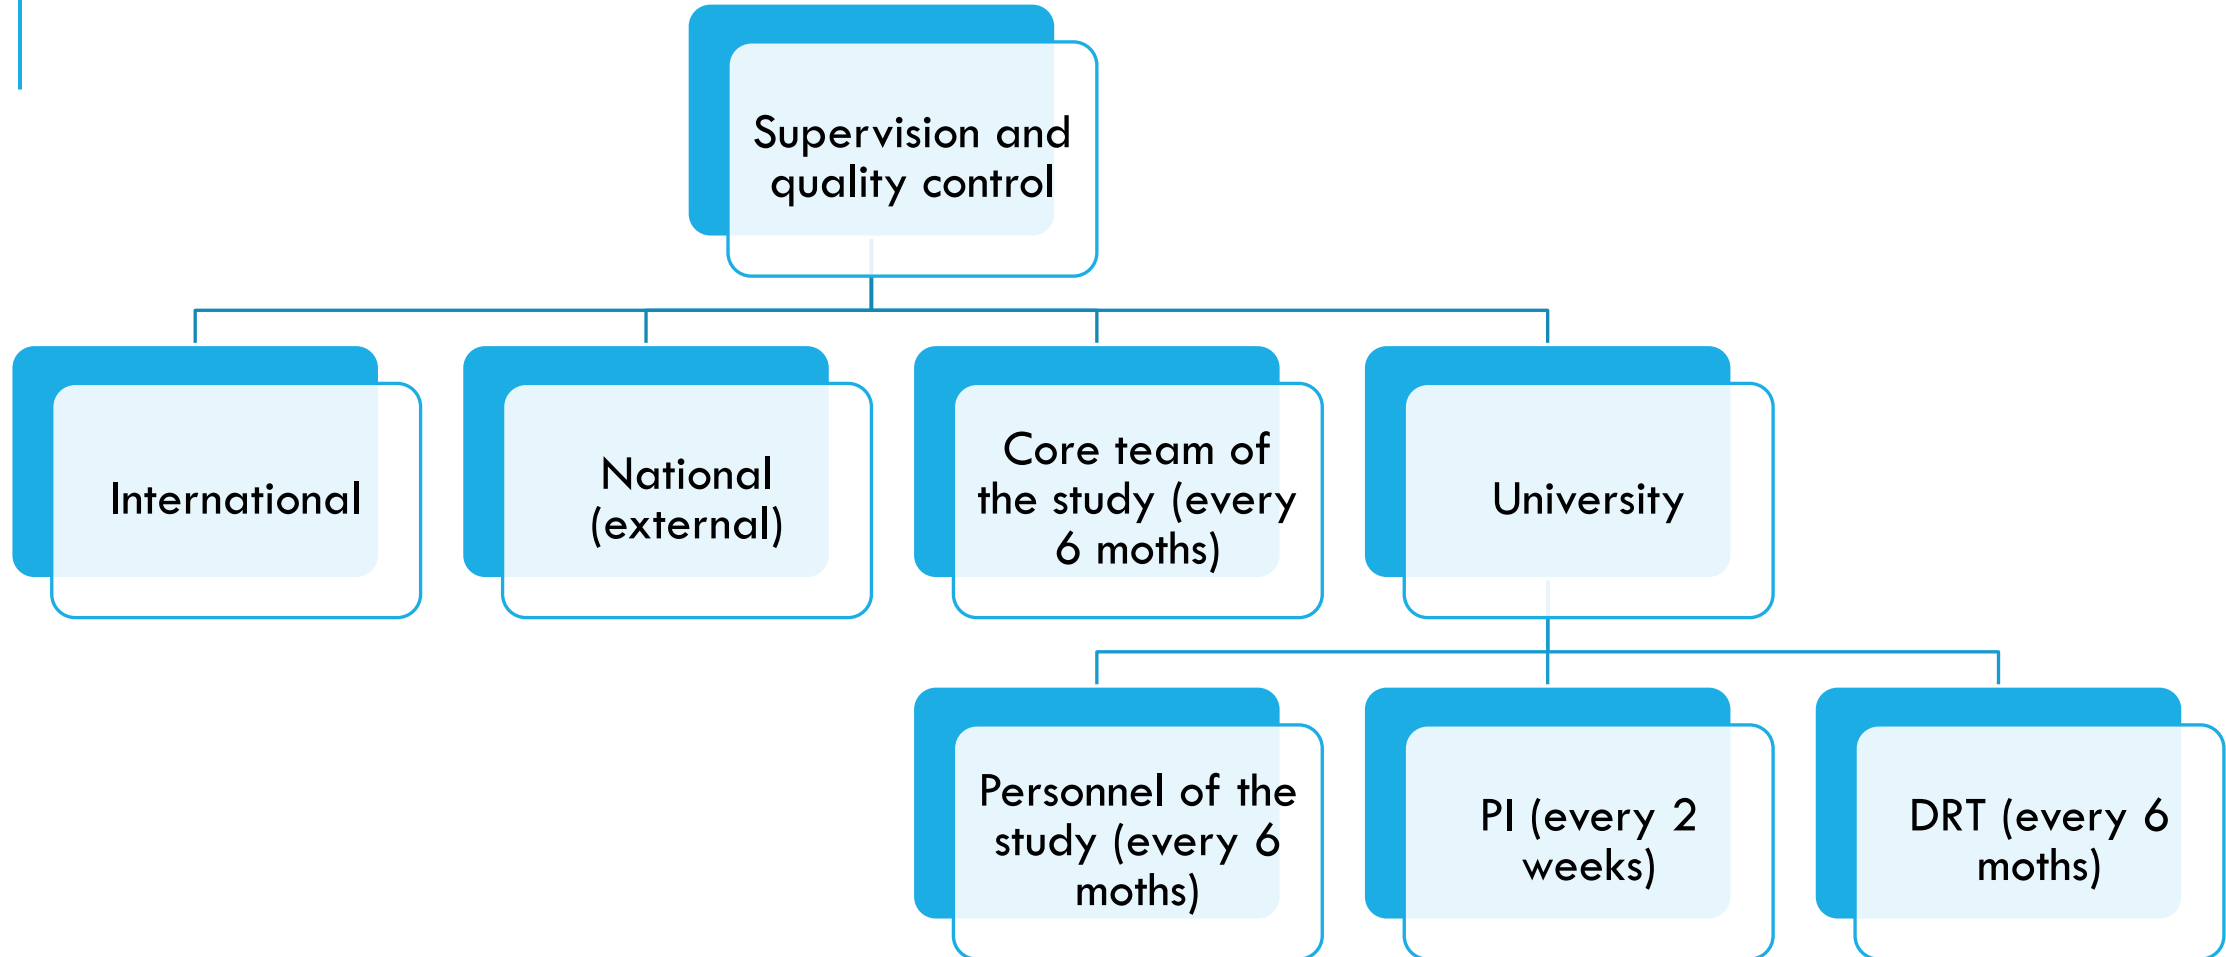 Supervision and
quality control
International
National
(external)
Core team of
the study (every
6 moths)
University
Personnel of the
study (every 6
moths)
PI (every 2
weeks)
DRT (every 6
moths)